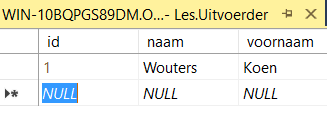 WIN-10BQPGS89DM.O...- Les.Uitvoerder
id naam voornaam
1 Wouters Koen
NULL NULL NULL